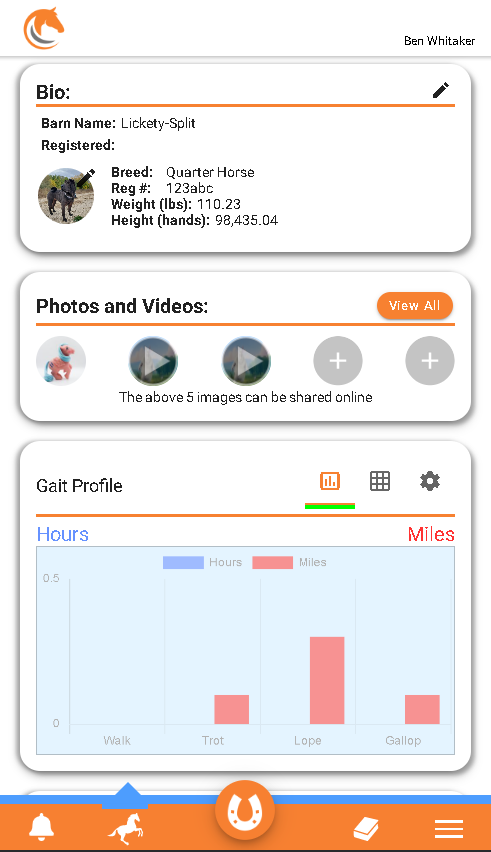 Ben Whitaker
Bio:
Barn Name: Lickety-Split
Registered:
Breed: Quarter Horse
Reg #: 123abc
Weight (lbs): 110.23
Height (hands): 98,435.04
Photos and Videos:
View All
The above 5 images can be shared online
Gait Profile
Hours Miles
Hours Miles
0.5
0
Walk Trot Lope Gallop